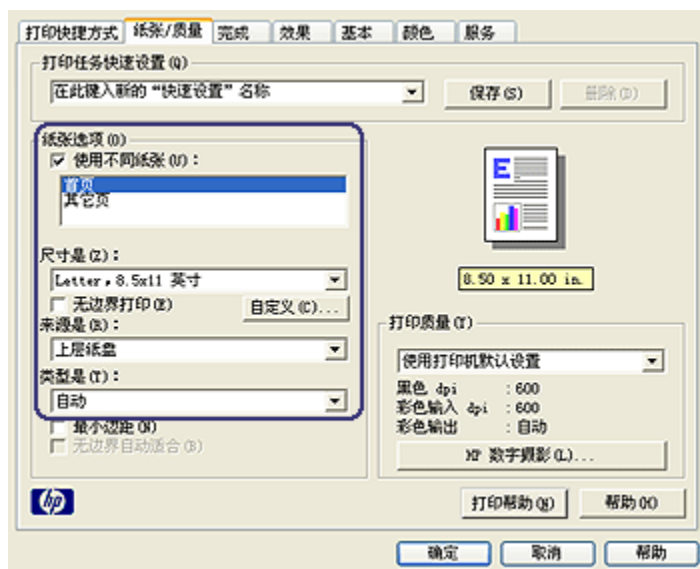 打印快捷方式 纸张/质量 完成 效果 基本 颜色 服务
打印任务快速设置(Q)
在此键入新的“快速设置”名称
保存(S)
删除(D)
纸张选项(O)
使用不同纸张(U):
首页
其它页
尺寸是(Z):
Letter, 8.5x11 英寸
无边界打印(E)
自定义(C)...
来源是(R):
上层纸盘
类型是(T):
自动
最小边距(N)
无边界自动适合(B)
E
8.50 x 11.00 in.
打印质量(T)
使用打印机默认设置
黑色 dpi : 600
彩色输入 dpi : 600
彩色输出 : 自动
HP 数字摄影(L)...
hp
打印帮助(N)
帮助(H)
确定
取消
帮助